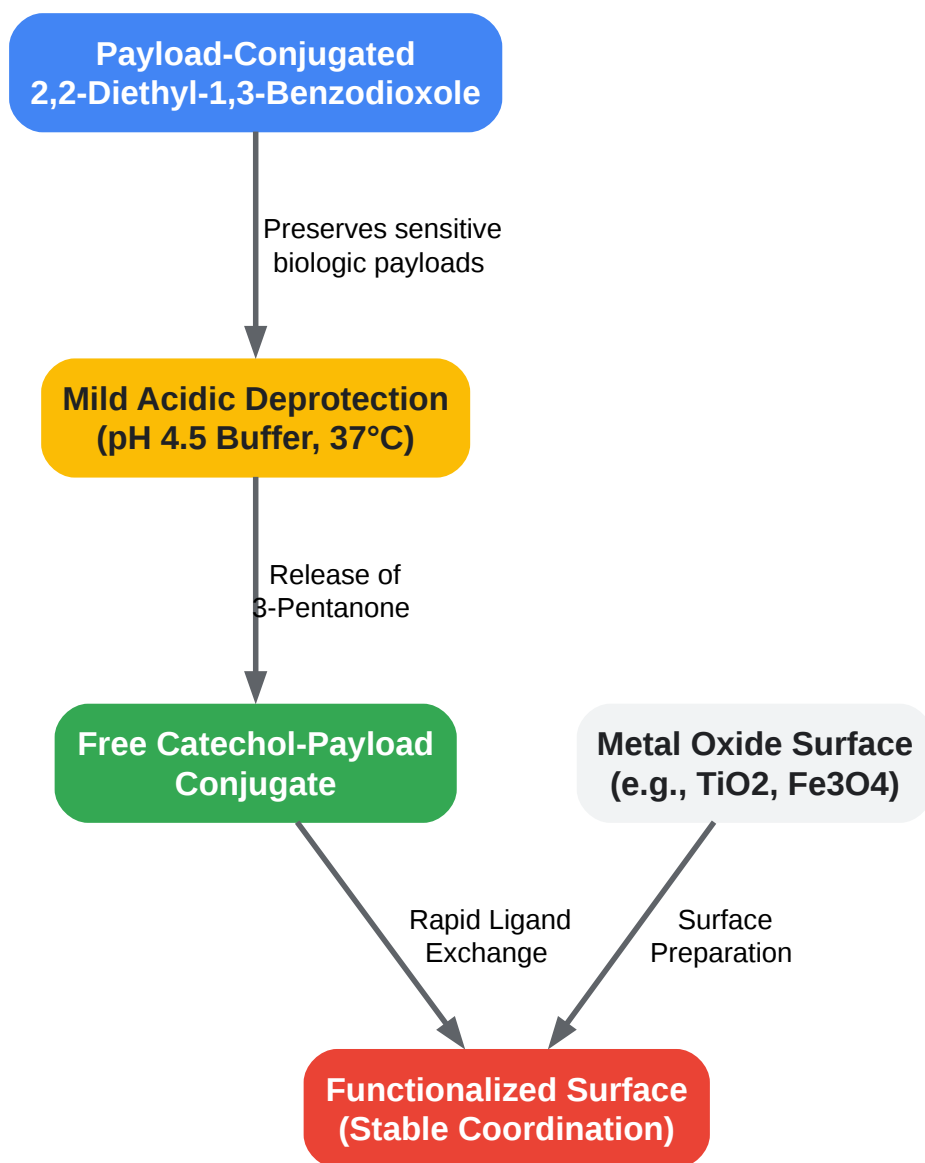 Payload-Conjugated
2,2-Diethyl-1,3-Benzodioxole
Preserves sensitive
biologic payloads
Mild Acidic Deprotection
(pH 4.5 Buffer, 37°C)
Release of
3-Pentanone
Free Catechol-Payload
Conjugate
Metal Oxide Surface
(e.g., TiO2, Fe3O4)
Rapid Ligand
Exchange
Surface
Preparation
Functionalized Surface
(Stable Coordination)